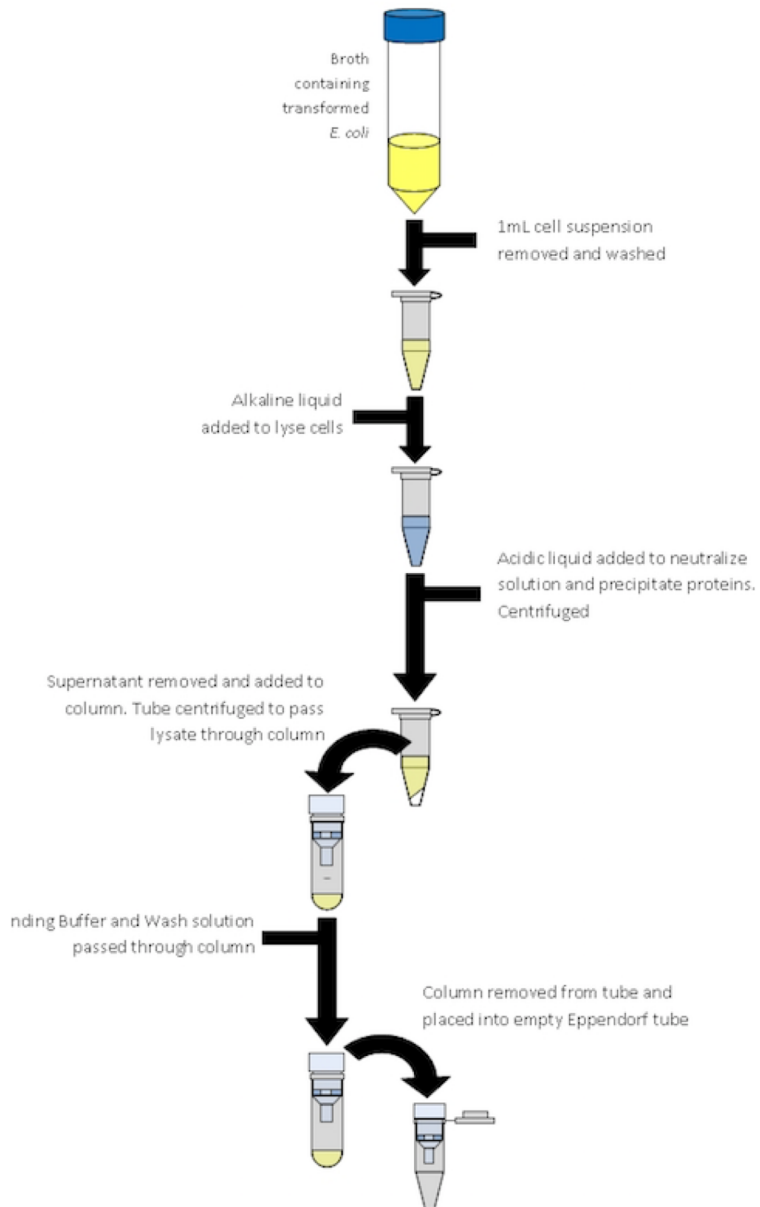 Broth
containing
transformed
E. coli
1mL cell suspension
removed and washed
Alkaline liquid
added to lyse cells
Acidic liquid added to neutralize
solution and precipitate proteins.
Centrifuged
Supernatant removed and added to
column. Tube centrifuged to pass
lysate through column
nding Buffer and Wash solution
passed through column
Column removed from tube and
placed into empty Eppendorf tube